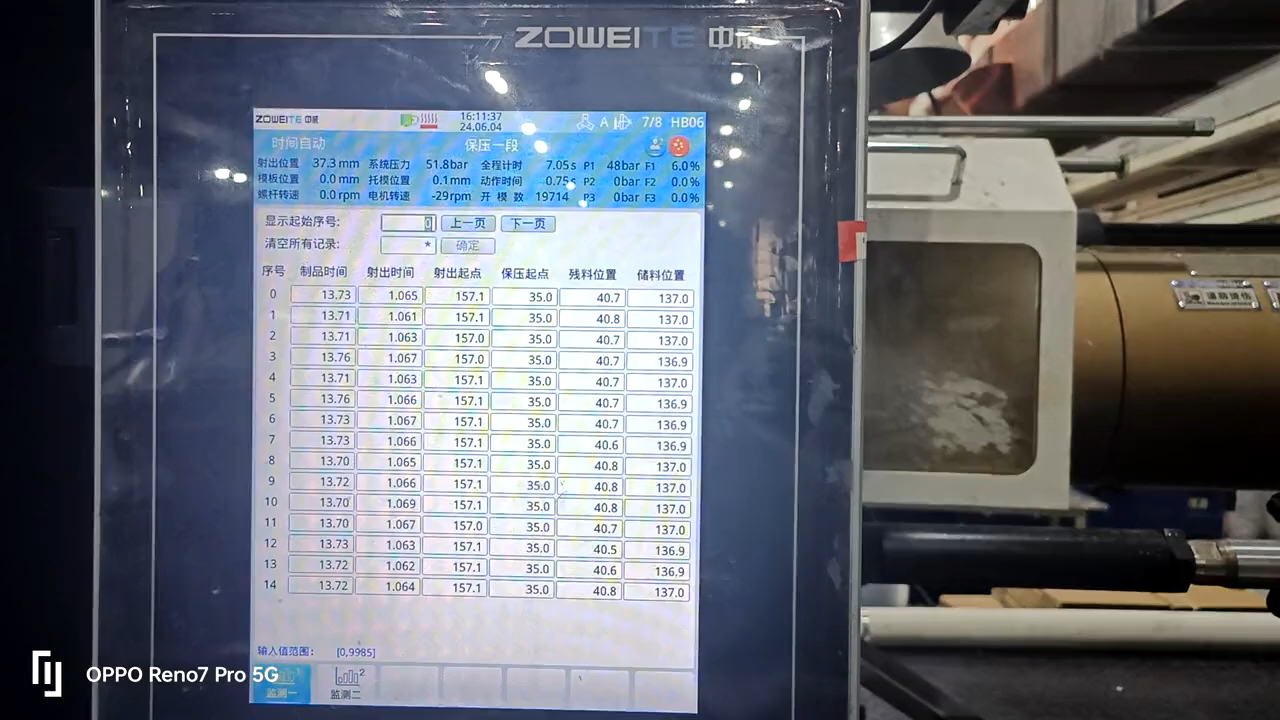 ZOWEITE 中威
ZOWEITE 中威 16:11:37 24.06.04 A 7/8 HB06
时间自动 保压一段
射出位置 37.3 mm 系统压力 51.8bar 全程计时 7.05s P1 48bar F1 6.0%
模板位置 0.0 mm 托模位置 0.1mm 动作时间 0.75s P2 0bar F2 0.0%
螺杆转速 0.0 rpm 电机转速 -29rpm 开模数 19714 P3 0bar F3 0.0%
显示起始序号: 0 上一页 下一页
清空所有记录: * 确定
序号 制品时间 射出时间 射出起点 保压起点 残料位置 储料位置
0 13.73 1.065 157.1 35.0 40.7 137.0
1 13.71 1.061 157.1 35.0 40.8 137.0
2 13.71 1.063 157.0 35.0 40.7 137.0
3 13.76 1.067 157.0 35.0 40.7 136.9
4 13.71 1.063 157.1 35.0 40.7 137.0
5 13.76 1.066 157.1 35.0 40.7 136.9
6 13.73 1.067 157.1 35.0 40.7 136.9
7 13.73 1.066 157.1 35.0 40.6 136.9
8 13.70 1.065 157.1 35.0 40.8 137.0
9 13.72 1.066 157.1 35.0 40.8 137.0
10 13.70 1.069 157.1 35.0 40.8 137.0
11 13.70 1.067 157.0 35.0 40.7 137.0
12 13.73 1.063 157.1 35.0 40.5 136.9
13 13.72 1.062 157.1 35.0 40.6 136.9
14 13.72 1.064 157.1 35.0 40.8 137.0
输入值范围: [0,9985]
监测一 监测二
谨防烫伤
OPPO Reno7 Pro 5G